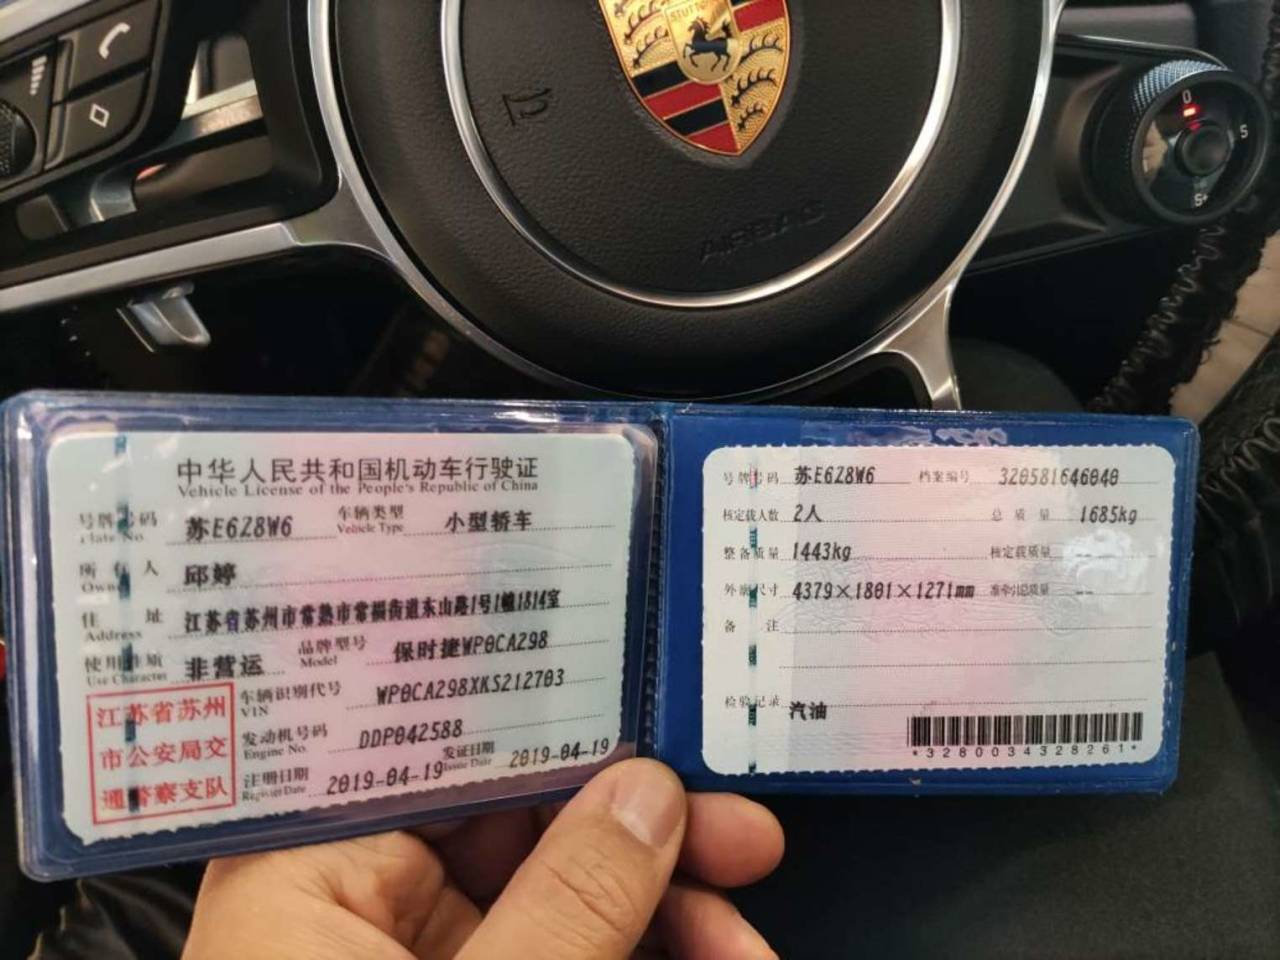 STUTTGART
AIRBAG
0
S
S+
中华人民共和国机动车行驶证
Vehicle License of the People's Republic of China
号牌号码 苏E6Z8W6 车辆类型 小型轿车
Plate No. Vehicle Type
所有人 邱婷
Owner
住址 江苏省苏州市常熟市常福街道东山路1号1幢1814室
Address
使用性质 非营运 品牌型号 保时捷WP0CA298
Use Character Model
车辆识别代号 WP0CA298XKS212703
VIN
发动机号码 DDP042588
Engine No.
注册日期 2019-04-19 发证日期 2019-04-19
Register Date Issue Date
江苏省苏州
市公安局交
通警察支队
号牌号码 苏E6Z8W6 档案编号 320581646040
核定载人数 2人 总质量 1685kg
整备质量 1443kg 核定载质量 --
外廓尺寸 4379×1801×1271mm 准牵引总质量 --
备注
检验记录 汽油
*3280034328261*